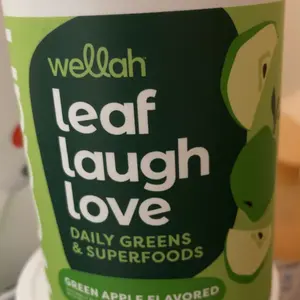 wellah
leaf
laugh
love
DAILY GREENS
& SUPERFOODS
GREEN APPLE FLAVORED